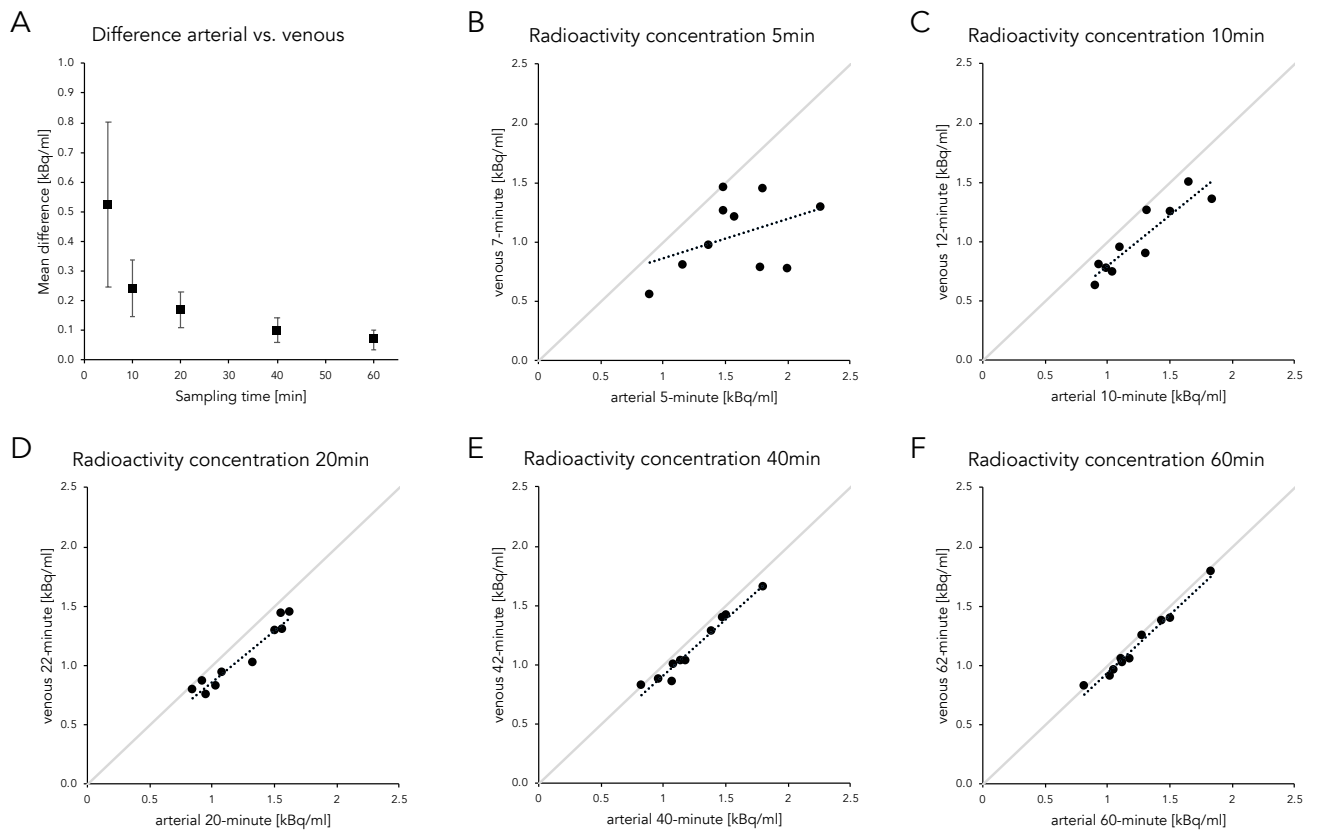 A
Difference arterial vs. venous
1.0
0.9
0.8
0.7
0.6
0.5
0.4
0.3
0.2
0.1
0.0
Mean difference [kBq/ml]
0 10 20 30 40 50 60
Sampling time [min]
B
Radioactivity concentration 5min
2.5
2.0
1.5
1.0
0.5
0.0
venous 7-minute [kBq/ml]
0 0.5 1 1.5 2 2.5
arterial 5-minute [kBq/ml]
C
Radioactivity concentration 10min
2.5
2.0
1.5
1.0
0.5
0.0
venous 12-minute [kBq/ml]
0 0.5 1 1.5 2 2.5
arterial 10-minute [kBq/ml]
D
Radioactivity concentration 20min
2.5
2.0
1.5
1.0
0.5
0.0
venous 22-minute [kBq/ml]
0 0.5 1 1.5 2 2.5
arterial 20-minute [kBq/ml]
E
Radioactivity concentration 40min
2.5
2.0
1.5
1.0
0.5
0.0
venous 42-minute [kBq/ml]
0 0.5 1 1.5 2 2.5
arterial 40-minute [kBq/ml]
F
Radioactivity concentration 60min
2.5
2.0
1.5
1.0
0.5
0.0
venous 62-minute [kBq/ml]
0 0.5 1 1.5 2 2.5
arterial 60-minute [kBq/ml]